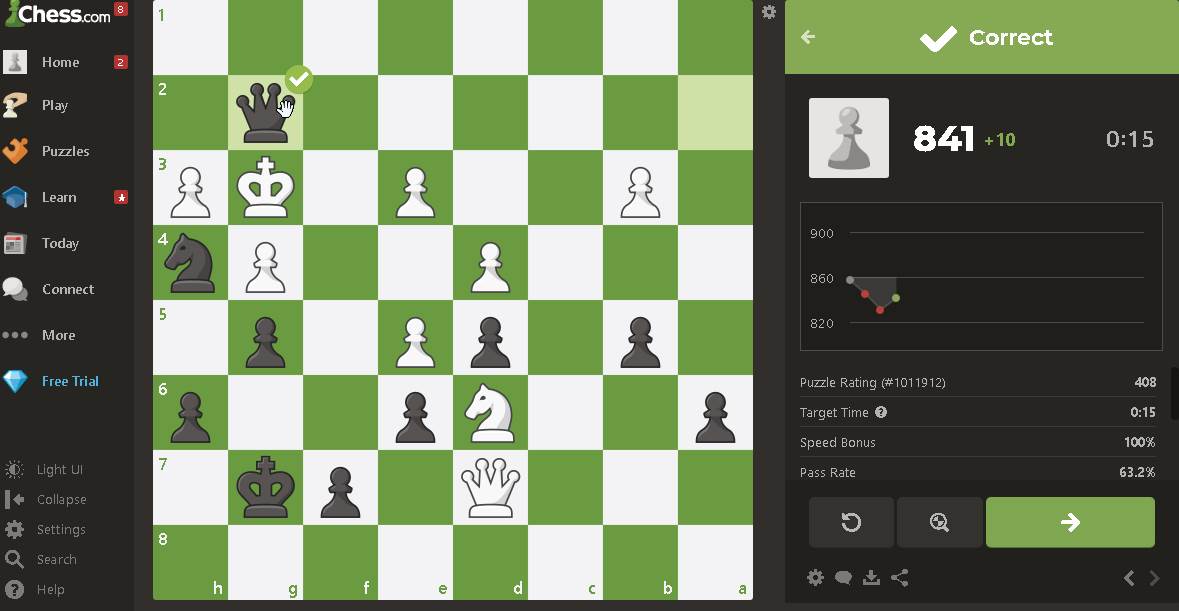 Chess.com 8
Home 2
Play
Puzzles
Learn
Today
Connect
More
Free Trial
Light UI
Collapse
Settings
Search
Help
1
2
3
4
5
6
7
8
h g f e d c b a
Correct
841 +10 0:15
900
860
820
Puzzle Rating (#1011912) 408
Target Time ? 0:15
Speed Bonus 100%
Pass Rate 63.2%